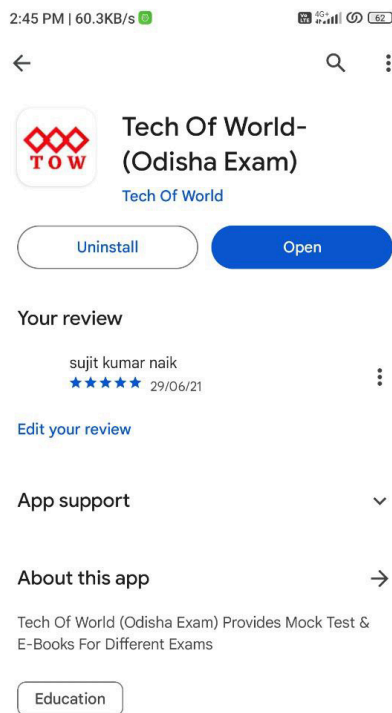 2:45 PM | 60.3KB/s
4G+ 62
Tech Of World-
(Odisha Exam)
TOW
Tech Of World
Uninstall
Open
Your review
sujit kumar naik
29/06/21
Edit your review
App support
About this app
Tech Of World (Odisha Exam) Provides Mock Test &
E-Books For Different Exams
Education